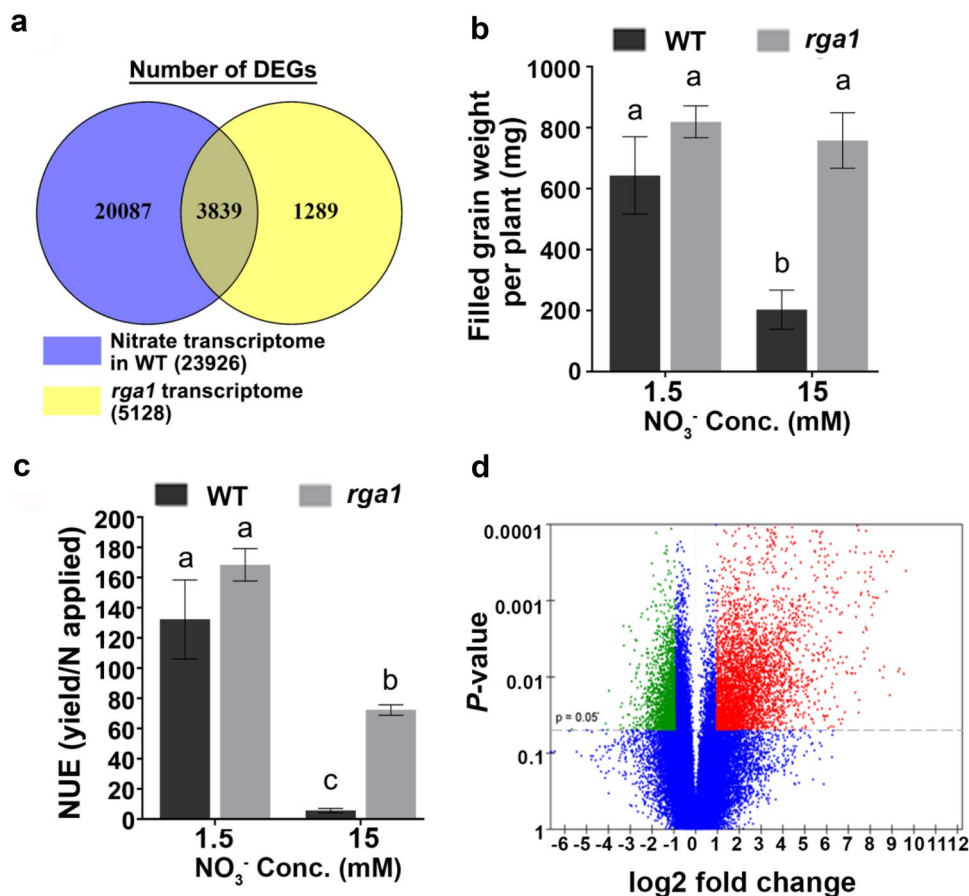 a
Number of DEGs
20087 3839 1289
Nitrate transcriptome
in WT (23926)
rga1 transcriptome
(5128)
b
WT rga1
Filled grain weight
per plant (mg)
1000
800
600
400
200
0
a a b a
1.5 15
NO₃⁻ Conc. (mM)
c
WT rga1
NUE (yield/N applied)
200
180
160
140
120
100
80
60
40
20
0
a a c b
1.5 15
NO₃⁻ Conc. (mM)
d
P-value
0.0001
0.001
0.01
p = 0.05
0.1
1
-6 -5 -4 -3 -2 -1 0 1 2 3 4 5 6 7 8 9 10 11 12
log2 fold change